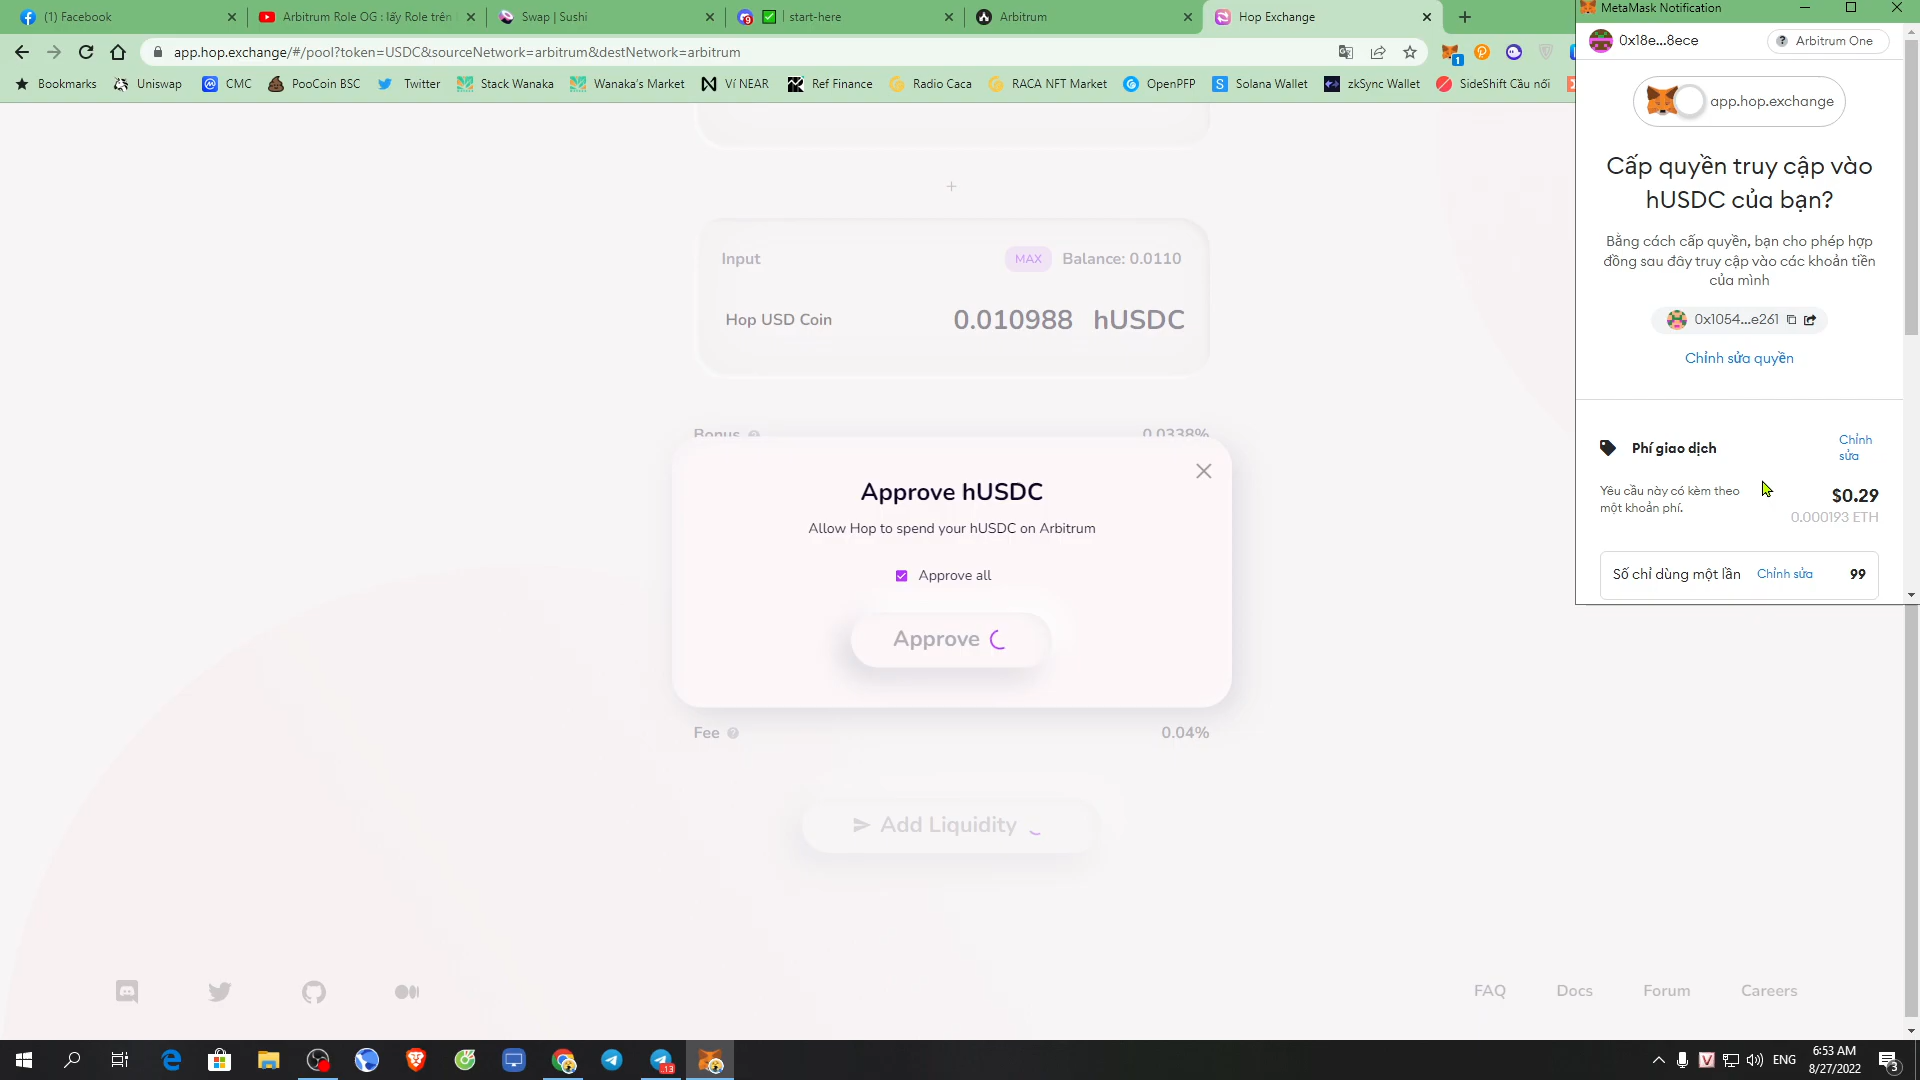 (1) Facebook
Arbitrum Role OG : lấy Role trên
Swap | Sushi
start-here
Arbitrum
Hop Exchange
MetaMask Notification
app.hop.exchange/#/pool?token=USDC&sourceNetwork=arbitrum&destNetwork=arbitrum
Bookmarks
Uniswap
CMC
PooCoin BSC
Twitter
Stack Wanaka
Wanaka's Market
Ví NEAR
Ref Finance
Radio Caca
RACA NFT Market
OpenPFP
Solana Wallet
zkSync Wallet
SideShift Cầu nối
+
Input
MAX
Balance: 0.0110
Hop USD Coin
0.010988
hUSDC
Bonus
0.0338%
Approve hUSDC
Allow Hop to spend your hUSDC on Arbitrum
Approve all
Approve
Fee
0.04%
Add Liquidity
FAQ
Docs
Forum
Careers
0x18e...8ece
Arbitrum One
app.hop.exchange
Cấp quyền truy cập vào
hUSDC của bạn?
Bằng cách cấp quyền, bạn cho phép hợp
đồng sau đây truy cập vào các khoản tiền
của mình
0x1054...e261
Chỉnh sửa quyền
Phí giao dịch
Chỉnh
sửa
Yêu cầu này có kèm theo
một khoản phí.
$0.29
0.000193 ETH
Số chỉ dùng một lần
Chỉnh sửa
99
ENG
6:53 AM
8/27/2022